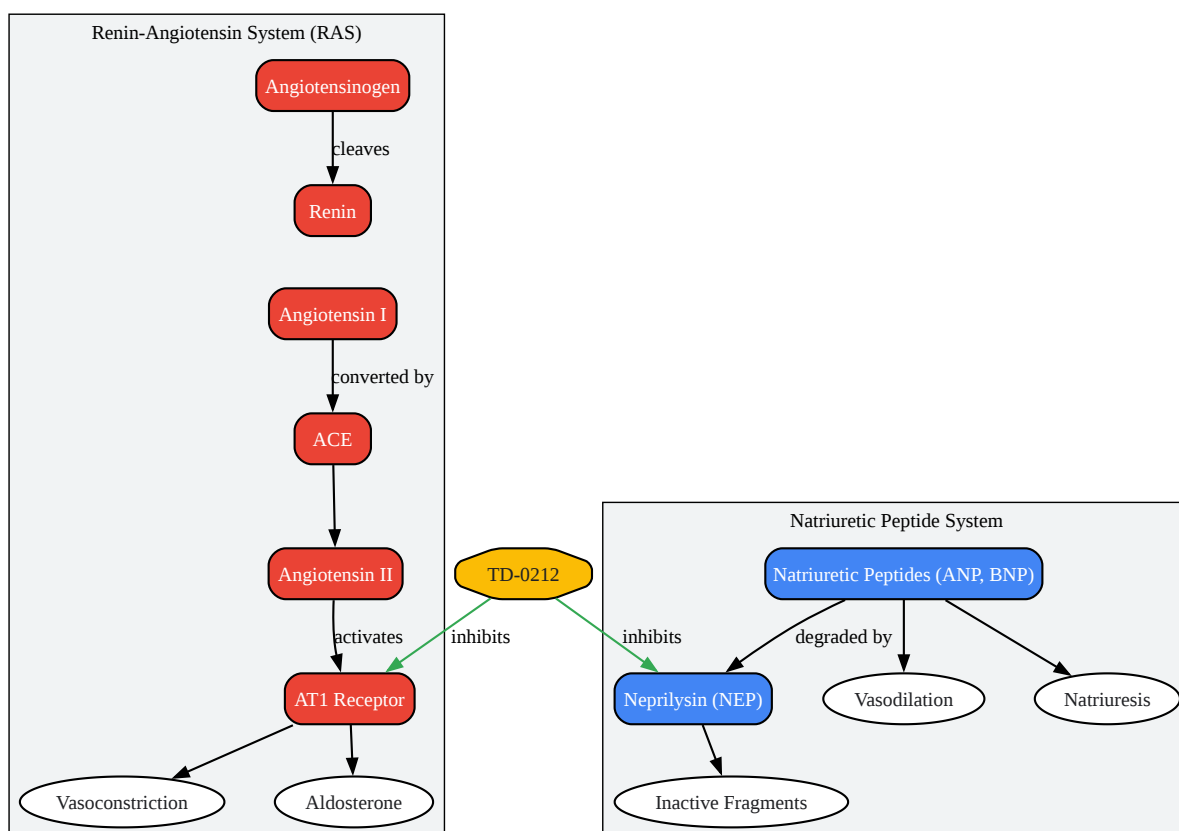 Renin-Angiotensin System (RAS)
Angiotensinogen
cleaves
Renin
Angiotensin I
converted by
ACE
Angiotensin II
activates
AT1 Receptor
Vasoconstriction
Aldosterone
TD-0212
inhibits
inhibits
Natriuretic Peptide System
Natriuretic Peptides (ANP, BNP)
degraded by
Neprilysin (NEP)
Vasodilation
Natriuresis
Inactive Fragments